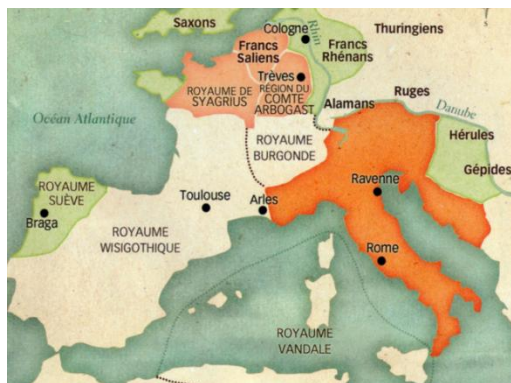 Saxons
Cologne
Rhin
Thuringiens
Francs
Saliens
Francs
Rhénans
Trèves
ROYAUME DE
SYAGRIUS
RÉGION DU
COMTE
ARBOGAST
Alamans
Ruges
Danube
Océan Atlantique
ROYAUME
BURGONDE
Hérules
Gépides
ROYAUME
SUÈVE
Braga
Toulouse
Arles
Ravenne
ROYAUME
WISIGOTHIQUE
Rome
ROYAUME
VANDALE